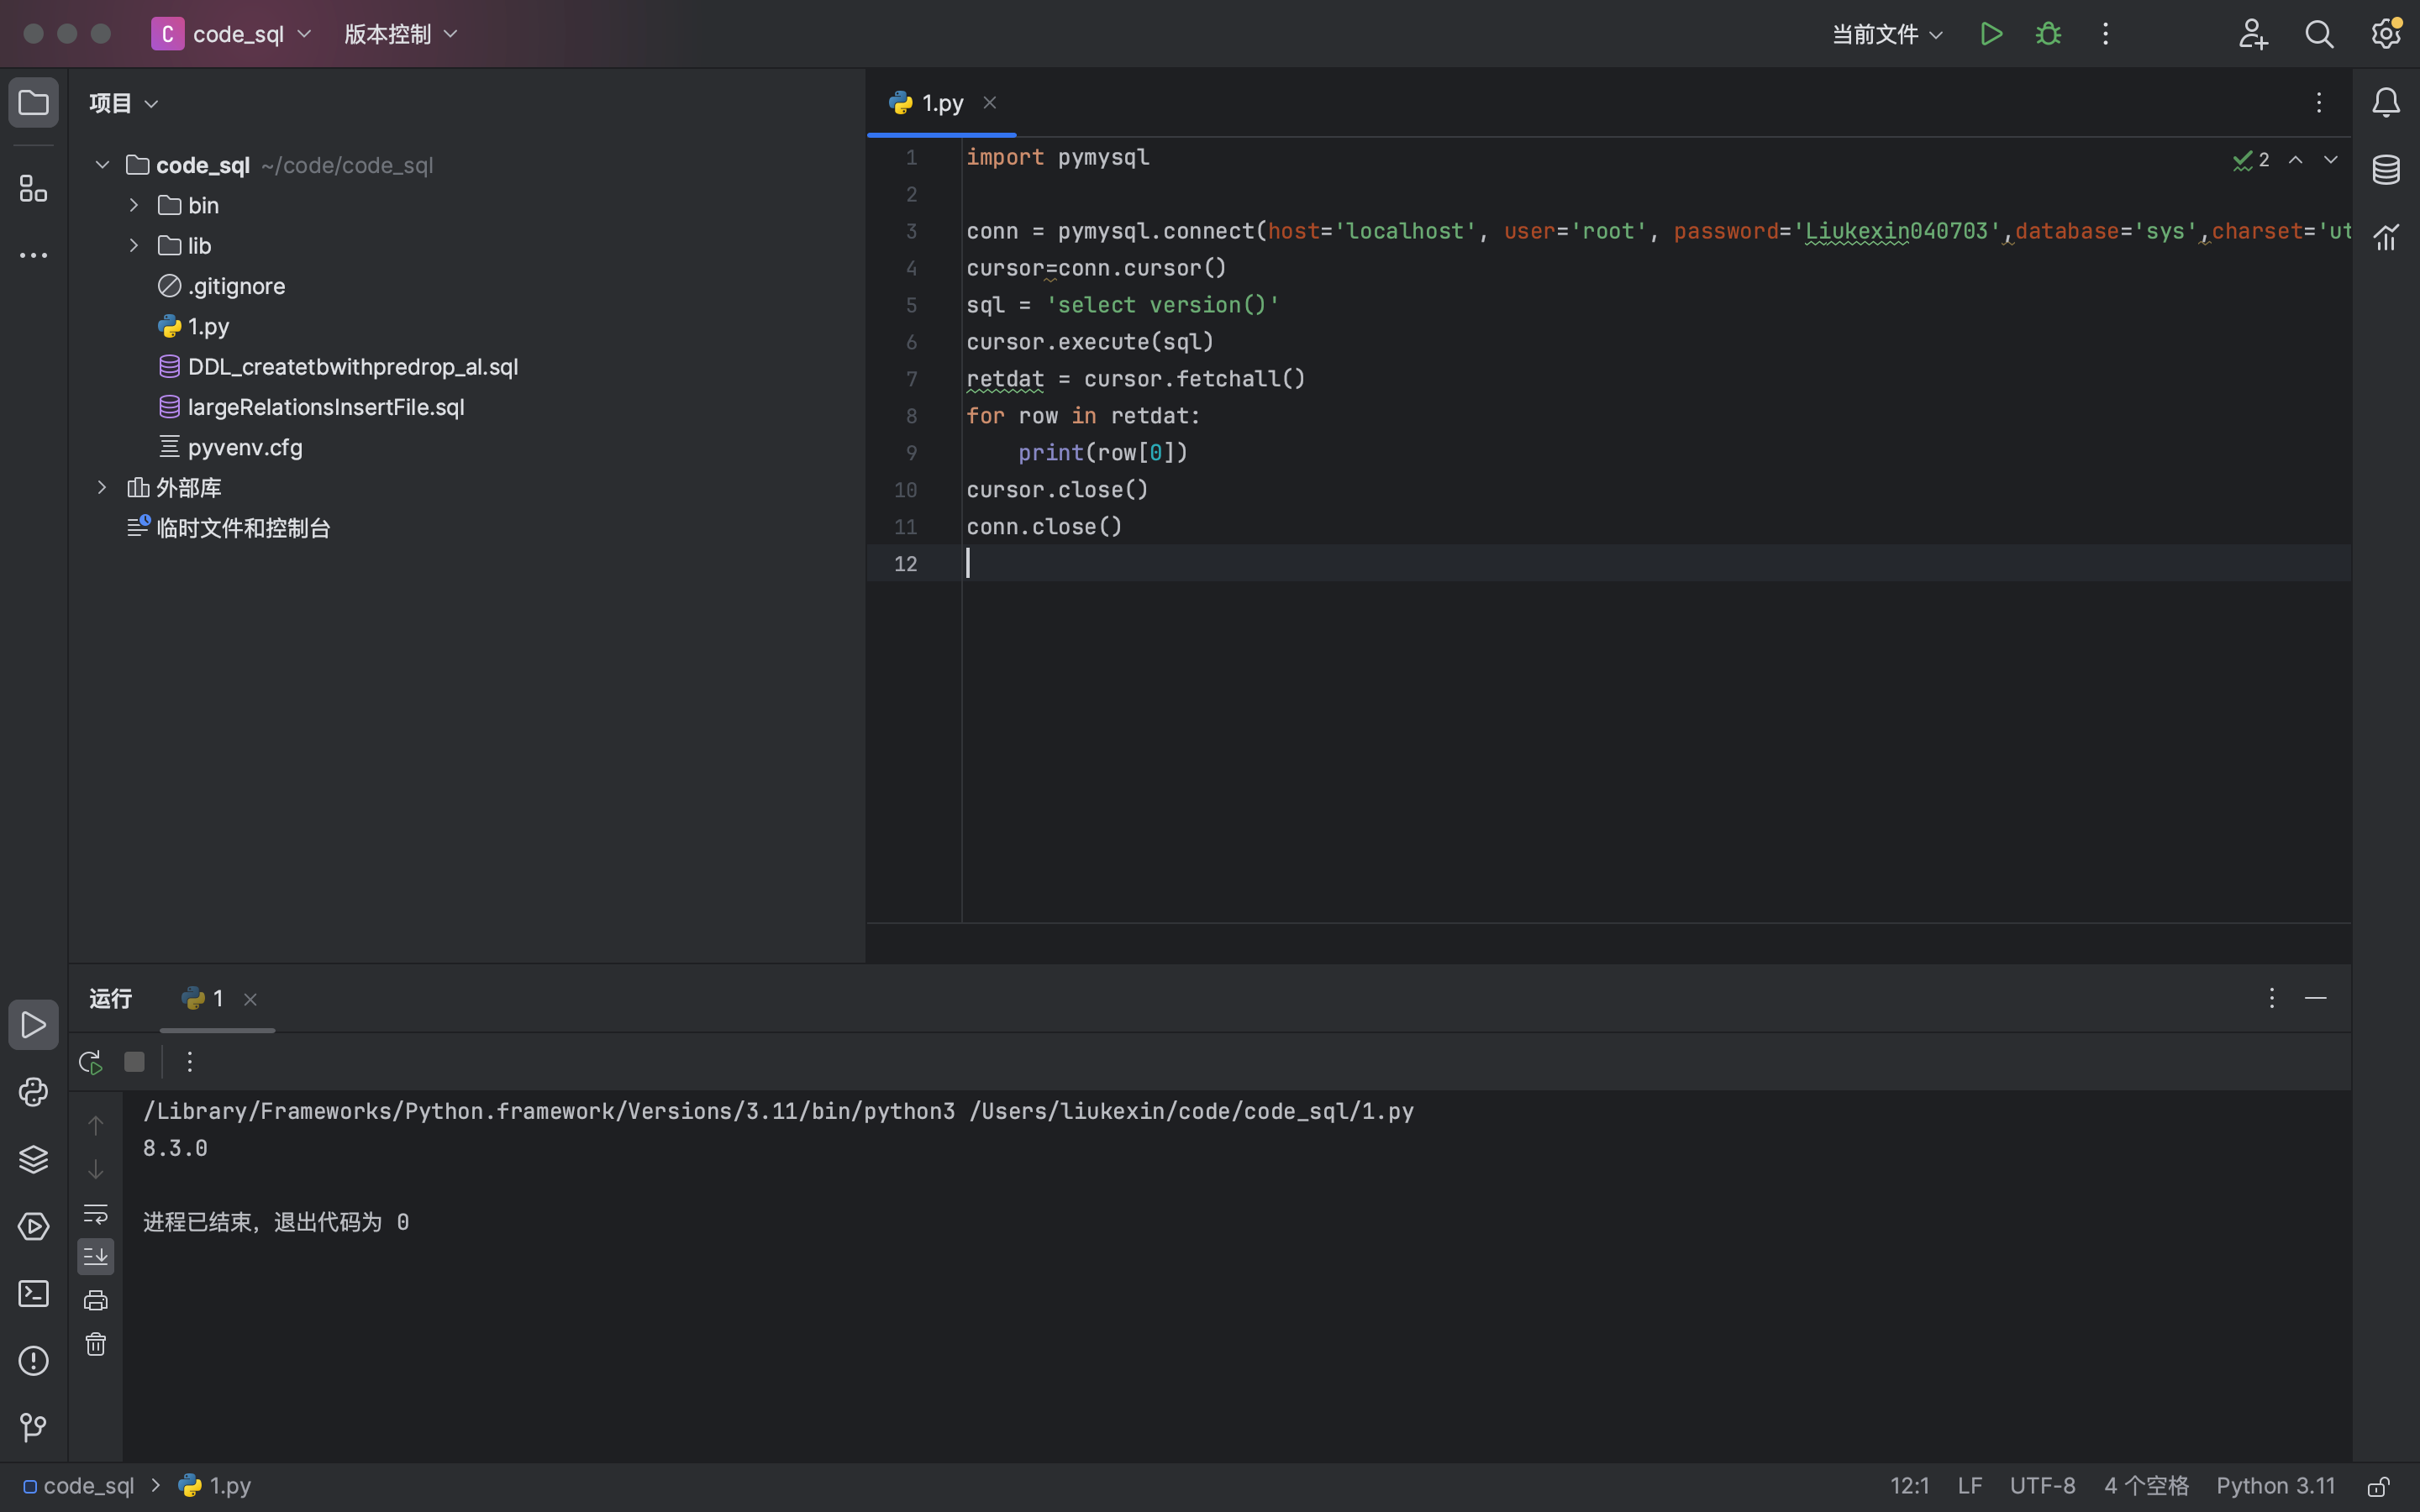 C code_sql 版本控制 当前文件
项目
code_sql ~/code/code_sql
bin
lib
.gitignore
1.py
DDL_createtbwithpredrop_al.sql
largeRelationsInsertFile.sql
pyvenv.cfg
外部库
临时文件和控制台
1.py
2
1 import pymysql
2
3 conn = pymysql.connect(host='localhost', user='root', password='Liukexin040703',database='sys',charset='ut
4 cursor=conn.cursor()
5 sql = 'select version()'
6 cursor.execute(sql)
7 retdat = cursor.fetchall()
8 for row in retdat:
9     print(row[0])
10 cursor.close()
11 conn.close()
12
运行 1
/Library/Frameworks/Python.framework/Versions/3.11/bin/python3 /Users/liukexin/code/code_sql/1.py
8.3.0
进程已结束，退出代码为 0
code_sql 1.py 12:1 LF UTF-8 4 个空格 Python 3.11